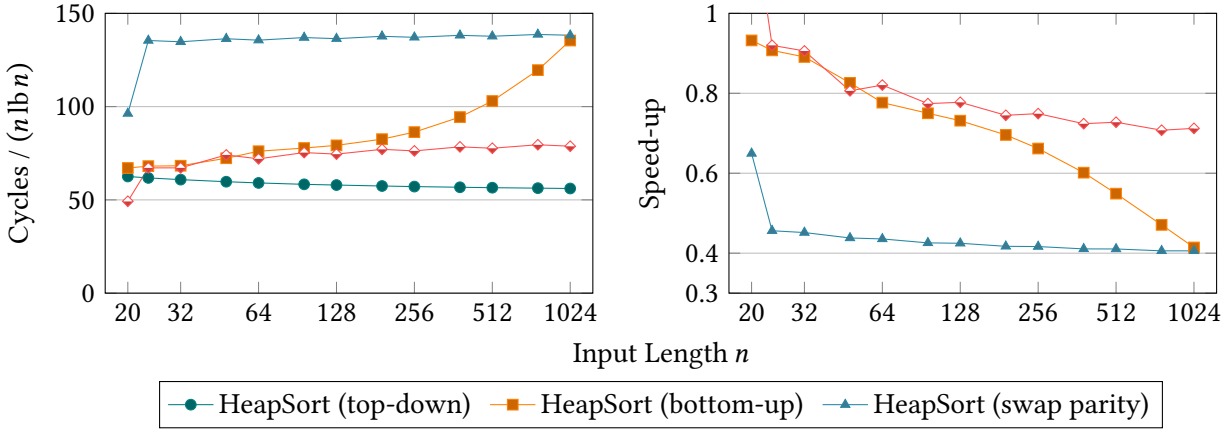 Cycles / (n lb n)
150
100
50
0
20 32 64 128 256 512 1024
Speed-up
1
0.8
0.6
0.4
0.3
20 32 64 128 256 512 1024
Input Length n
HeapSort (top-down) HeapSort (bottom-up) HeapSort (swap parity)